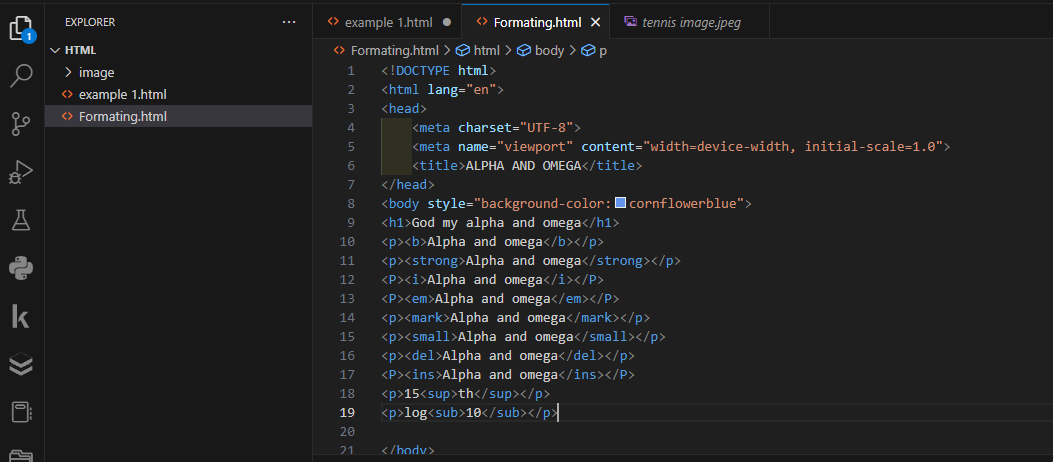 EXPLORER
···
HTML
image
example 1.html
Formating.html
1
example 1.html
Formating.html
tennis image.jpeg
Formating.html > html > body > p
1 <!DOCTYPE html>
2 <html lang="en">
3 <head>
4 <meta charset="UTF-8">
5 <meta name="viewport" content="width=device-width, initial-scale=1.0">
6 <title>ALPHA AND OMEGA</title>
7 </head>
8 <body style="background-color:cornflowerblue">
9 <h1>God my alpha and omega</h1>
10 <p><b>Alpha and omega</b></p>
11 <p><strong>Alpha and omega</strong></p>
12 <P><i>Alpha and omega</i></P>
13 <P><em>Alpha and omega</em></P>
14 <p><mark>Alpha and omega</mark></p>
15 <p><small>Alpha and omega</small></p>
16 <p><del>Alpha and omega</del></p>
17 <P><ins>Alpha and omega</ins></P>
18 <p>15<sup>th</sup></p>
19 <p>log<sub>10</sub></p>
20
21 </body>